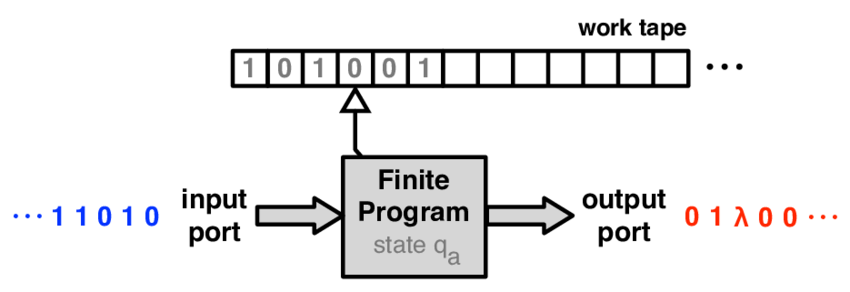 work tape
1 0 1 0 0 1 ···
Finite
Program
state qₐ
··· 1 1 0 1 0
input
port
output
port
0 1 λ 0 0 ···